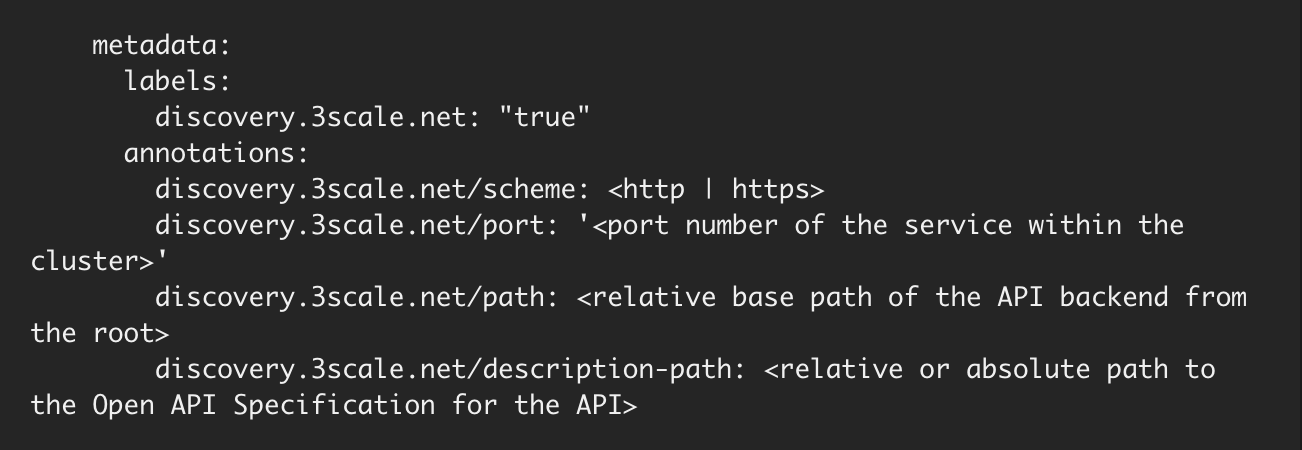 metadata:
      labels:
        discovery.3scale.net: "true"
      annotations:
        discovery.3scale.net/scheme: <http | https>
        discovery.3scale.net/port: '<port number of the service within the
cluster>'
        discovery.3scale.net/path: <relative base path of the API backend from
the root>
        discovery.3scale.net/description-path: <relative or absolute path to
the Open API Specification for the API>